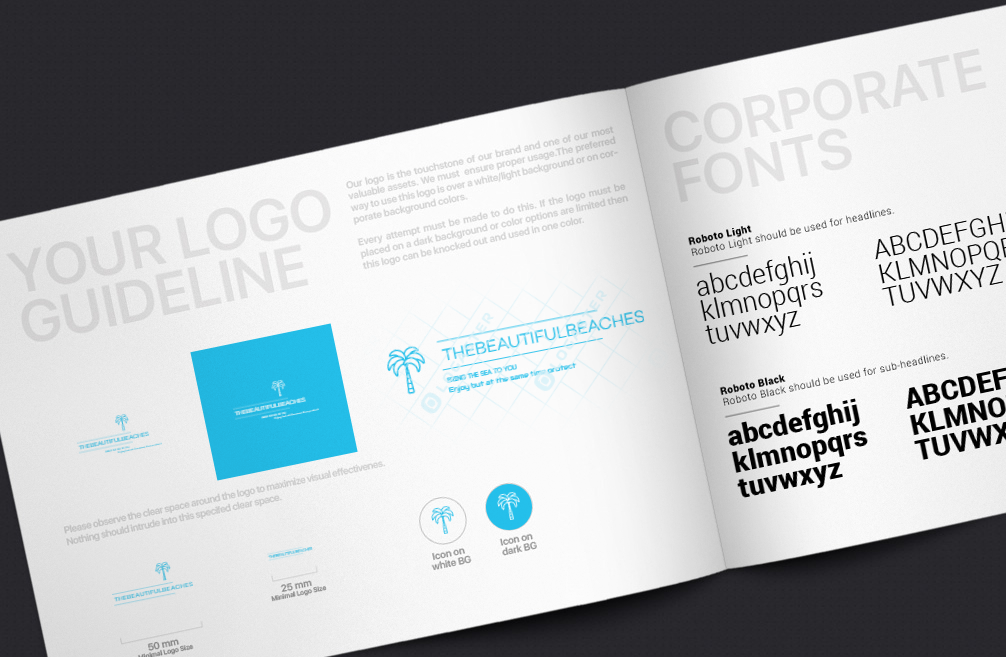 YOUR LOGO
GUIDELINE
Our logo is the touchstone of our brand and one of our most
valuable assets. We must ensure proper usage.The preferred
way to use this logo is over a white/light background or on cor-
porate background colors.
Every attempt must be made to do this. If the logo must be
placed on a dark background or color options are limited then
this logo can be knocked out and used in one color.
THEBEAUTIFULBEACHES
THEBEAUTIFULBEACHES
THEBEAUTIFULBEACHES
BRING THE SEA TO YOU
Enjoy but at the same time protect
Please observe the clear space around the logo to maximize visual effectivenes.
Nothing should intrude into this specified clear space.
THEBEAUTIFULBEACHES
50 mm
Minimal Logo Size
THEBEAUTIFULBEACHES
25 mm
Minimal Logo Size
Icon on
white BG
Icon on
dark BG
CORPORATE
FONTS
Roboto Light
Roboto Light should be used for headlines.
abcdefghij
klmnopqrs
tuvwxyz
ABCDEFGH
KLMNOPQR
TUVWXYZ
Roboto Black
Roboto Black should be used for sub-headlines.
abcdefghij
klmnopqrs
tuvwxyz
ABCDEF
KLMNO
TUVWX